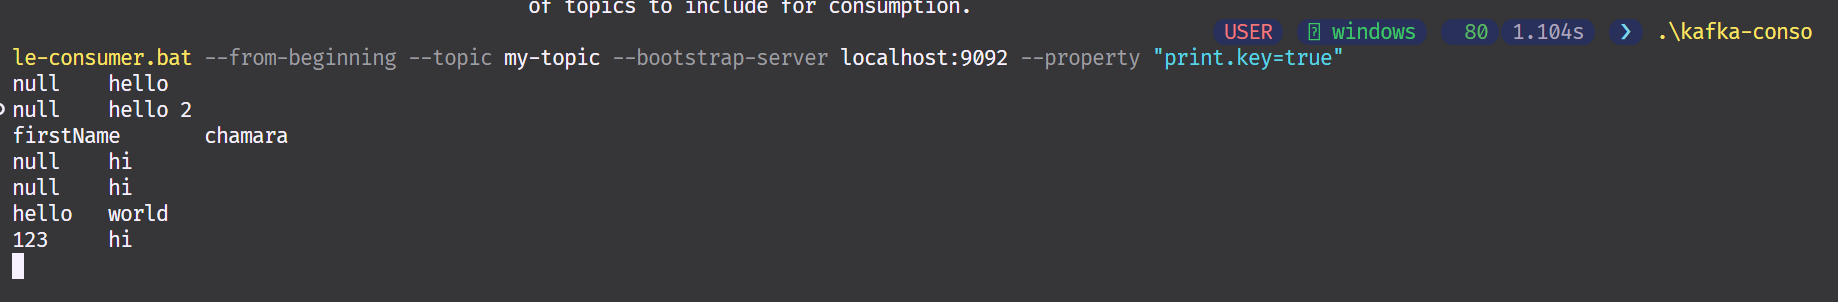 of topics to include for consumption.
USER windows 80 1.104s ❯ .\kafka-conso
le-consumer.bat --from-beginning --topic my-topic --bootstrap-server localhost:9092 --property "print.key=true"
null hello
null hello 2
firstName chamara
null hi
null hi
hello world
123 hi